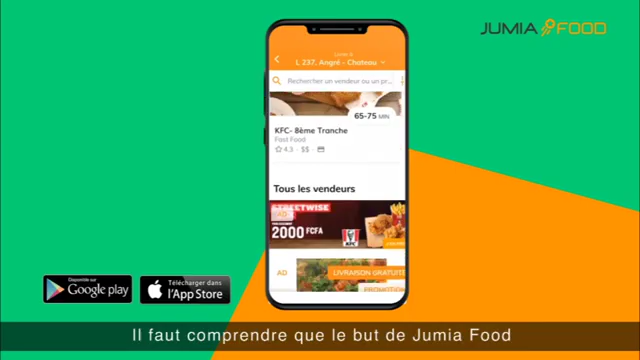 JUMIA FOOD
Livrer à
I, 237, Angré - Chateau
Rechercher un vendeur ou un pr...
65-75 MIN
KFC- 8ème Tranche
Fast Food
4.3 · $$ ·
Tous les vendeurs
STREETWISE
AD
2000 FCFA
KFC
AD
LIVRAISON GRATUITE
PROMOTION
Disponible sur
Google play
Télécharger dans
l'App Store
Il faut comprendre que le but de Jumia Food